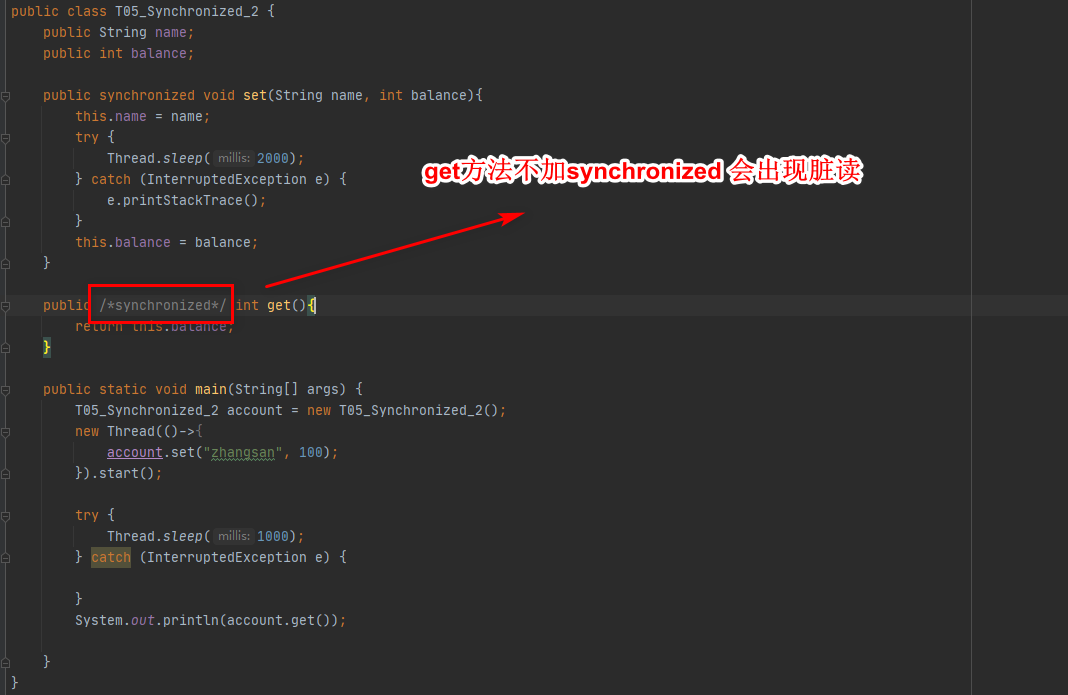 public class T05_Synchronized_2 {
public String name;
public int balance;
public synchronized void set(String name, int balance){
this.name = name;
try {
Thread.sleep( millis: 2000);
} catch (InterruptedException e) {
e.printStackTrace();
}
this.balance = balance;
}
get方法不加synchronized 会出现脏读
public /*synchronized*/ int get(){
return this.balance;
}
public static void main(String[] args) {
T05_Synchronized_2 account = new T05_Synchronized_2();
new Thread(()->{
account.set("zhangsan", 100);
}).start();
try {
Thread.sleep( millis: 1000);
} catch (InterruptedException e) {
}
System.out.println(account.get());
}
}